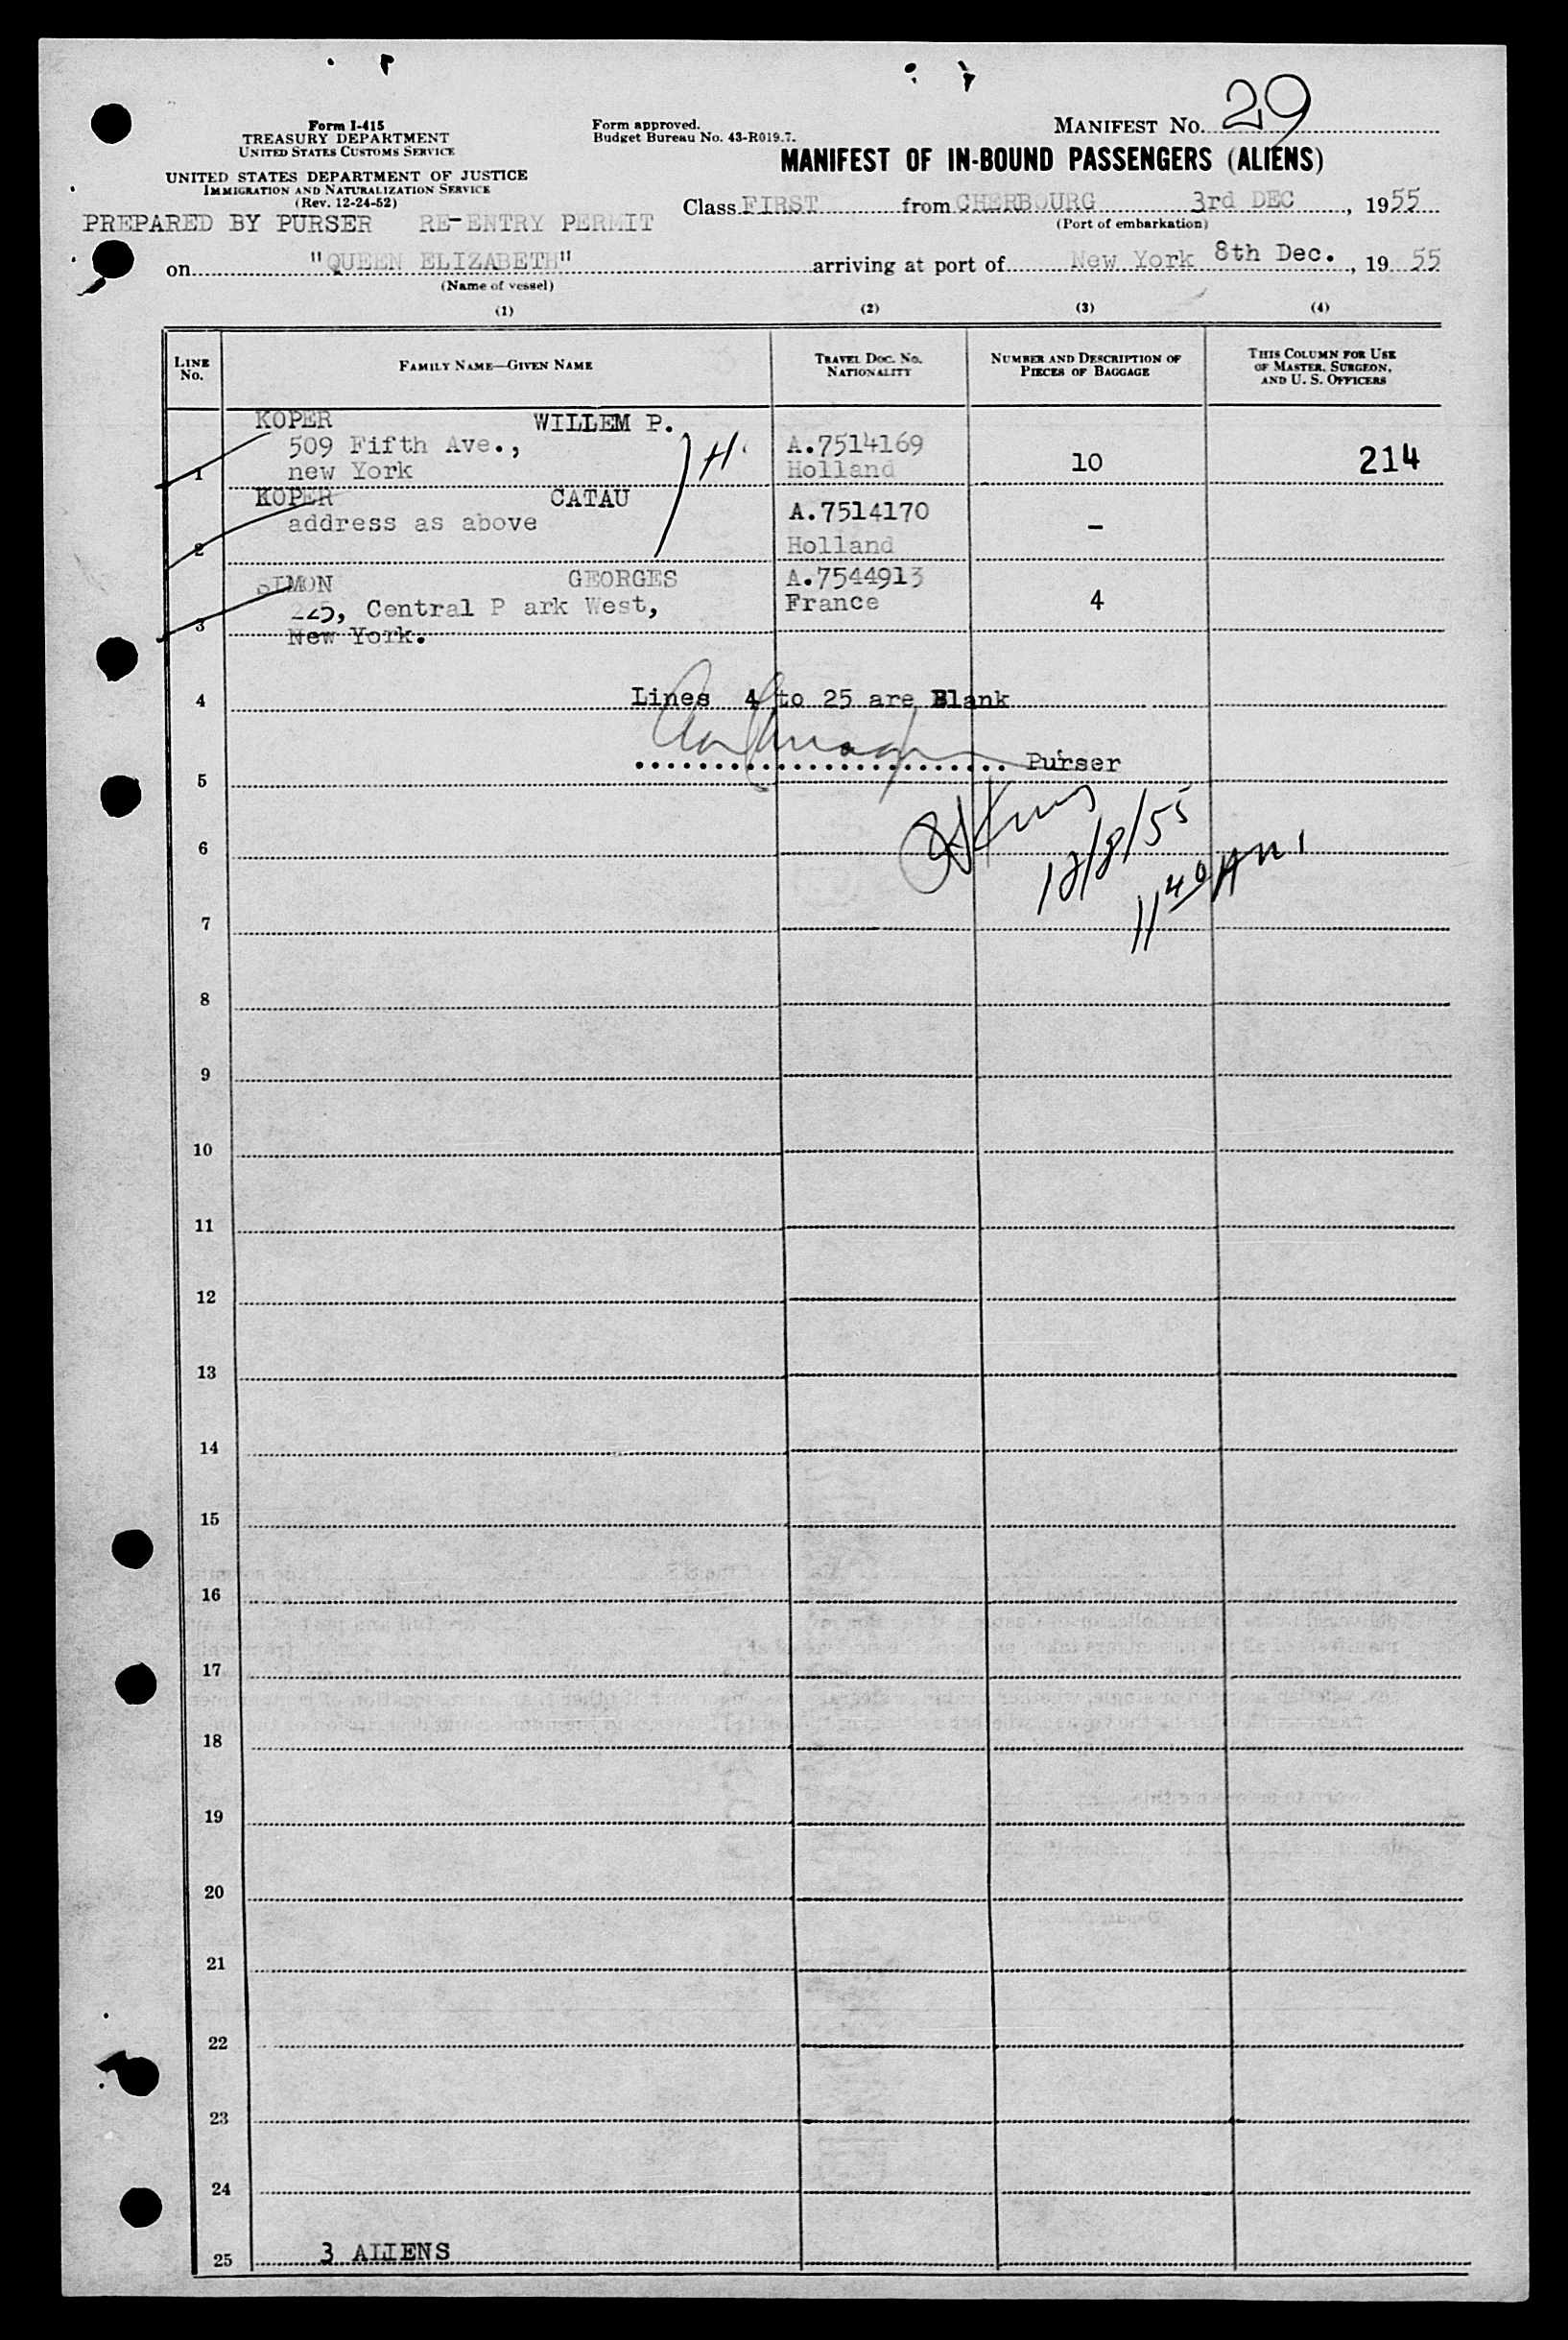 MANIFEST NO. 29
Form I-415
TREASURY DEPARTMENT
UNITED STATES CUSTOMS SERVICE
Form approved.
Budget Bureau No. 43-R019.7.
MANIFEST OF IN-BOUND PASSENGERS (ALIENS)
UNITED STATES DEPARTMENT OF JUSTICE
IMMIGRATION AND NATURALIZATION SERVICE
(Rev. 12-24-52)
Class FIRST from CHERBOURG 3rd DEC, 1955
(Port of embarkation)
PREPARED BY PURSER RE-ENTRY PERMIT
on "QUEEN ELIZABETH" arriving at port of New York 8th Dec., 19 55
(Name of vessel)
(1) (2) (3) (4)
LINE No.
FAMILY NAME—GIVEN NAME
TRAVEL DOC. NO.
NATIONALITY
NUMBER AND DESCRIPTION OF
PIECES OF BAGGAGE
THIS COLUMN FOR USE
OF MASTER, SURGEON,
AND U. S. OFFICERS
KOPER WILLEM P.
509 Fifth Ave., H. A.7514169
1 new York Holland 10 214
KOPER CATAU A.7514170
address as above -
2 Holland
SIMON GEORGES A.7544913
225, Central P ark West, France 4
3 New York.
4 Lines 4 to 25 are Blank
Purser
5
12/8/55
6
11 40 AM
7
8
9
10
11
12
13
14
15
16
17
18
19
20
21
22
23
24
25 3 ALIENS